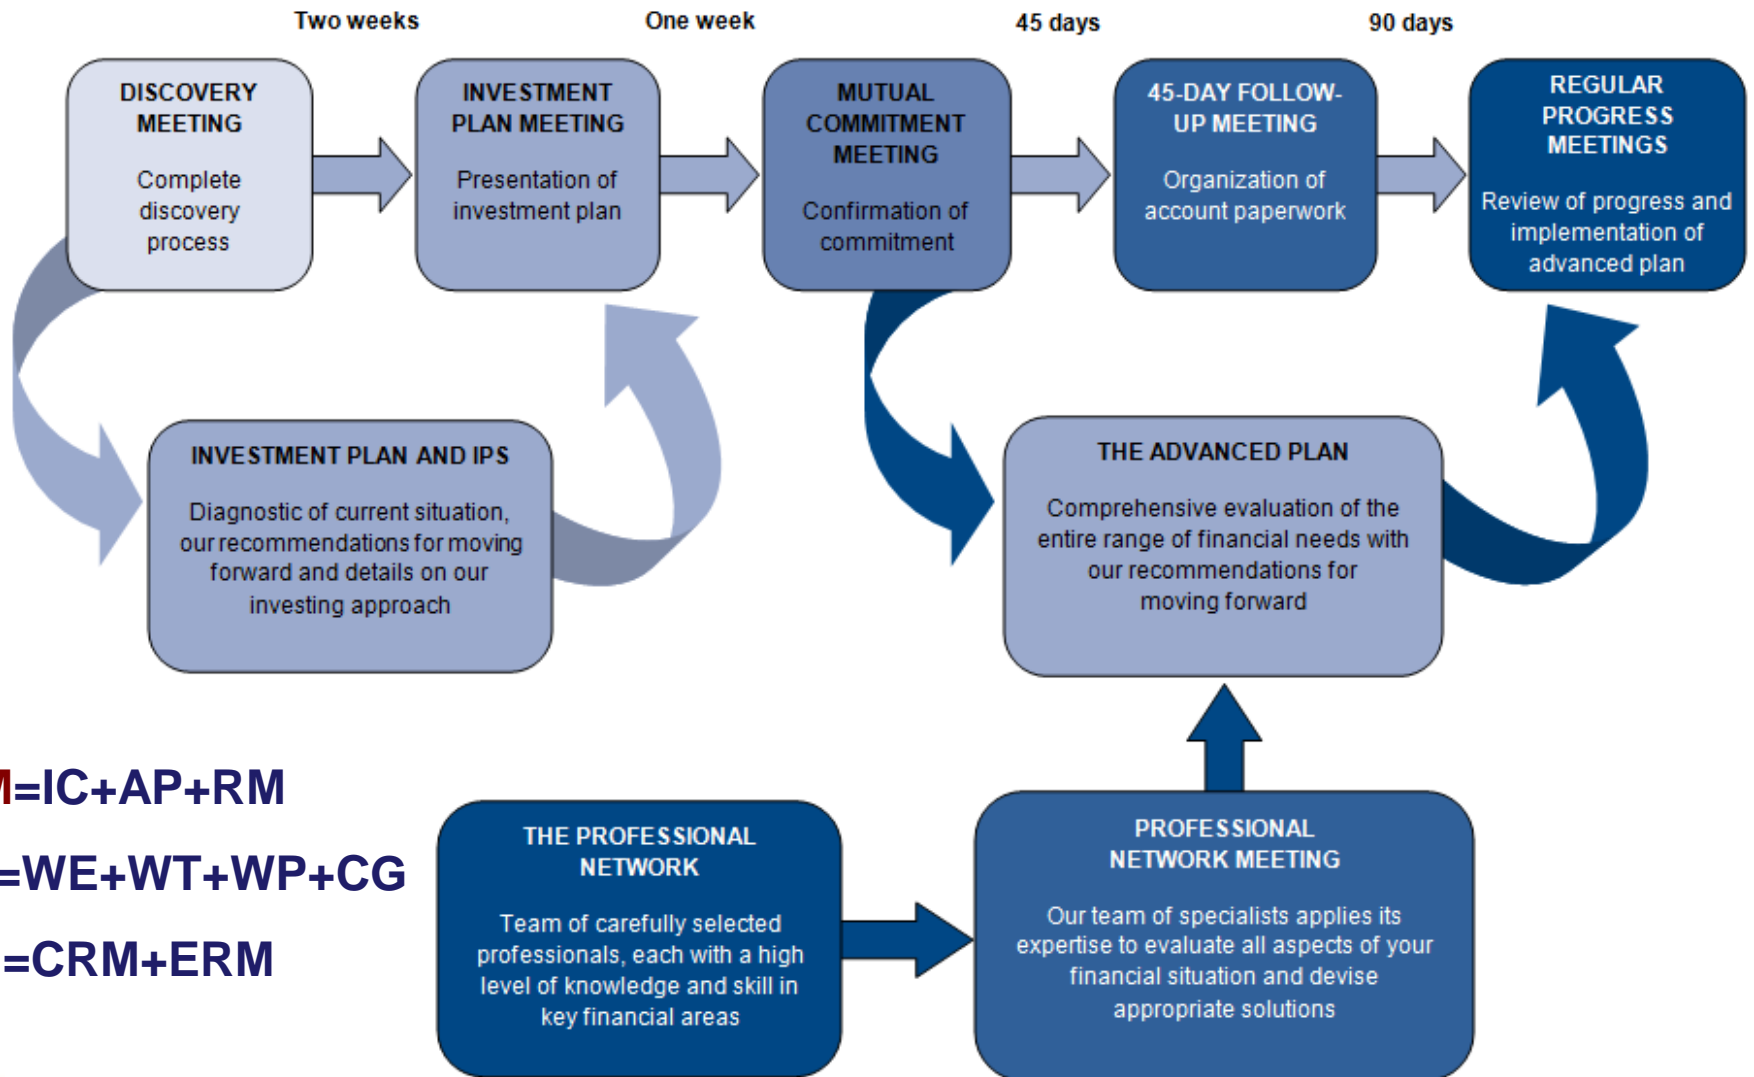 Two weeks
One week
45 days
90 days
DISCOVERY
MEETING
Complete
discovery
process
INVESTMENT
PLAN MEETING
Presentation of
investment plan
MUTUAL
COMMITMENT
MEETING
Confirmation of
commitment
45-DAY FOLLOW-
UP MEETING
Organization of
account paperwork
REGULAR
PROGRESS
MEETINGS
Review of progress and
implementation of
advanced plan
INVESTMENT PLAN AND IPS
Diagnostic of current situation,
our recommendations for moving
forward and details on our
investing approach
THE ADVANCED PLAN
Comprehensive evaluation of the
entire range of financial needs with
our recommendations for
moving forward
=IC+AP+RM
=WE+WT+WP+CG
=CRM+ERM
THE PROFESSIONAL
NETWORK
Team of carefully selected
professionals, each with a high
level of knowledge and skill in
key financial areas
PROFESSIONAL
NETWORK MEETING
Our team of specialists applies its
expertise to evaluate all aspects of your
financial situation and devise
appropriate solutions